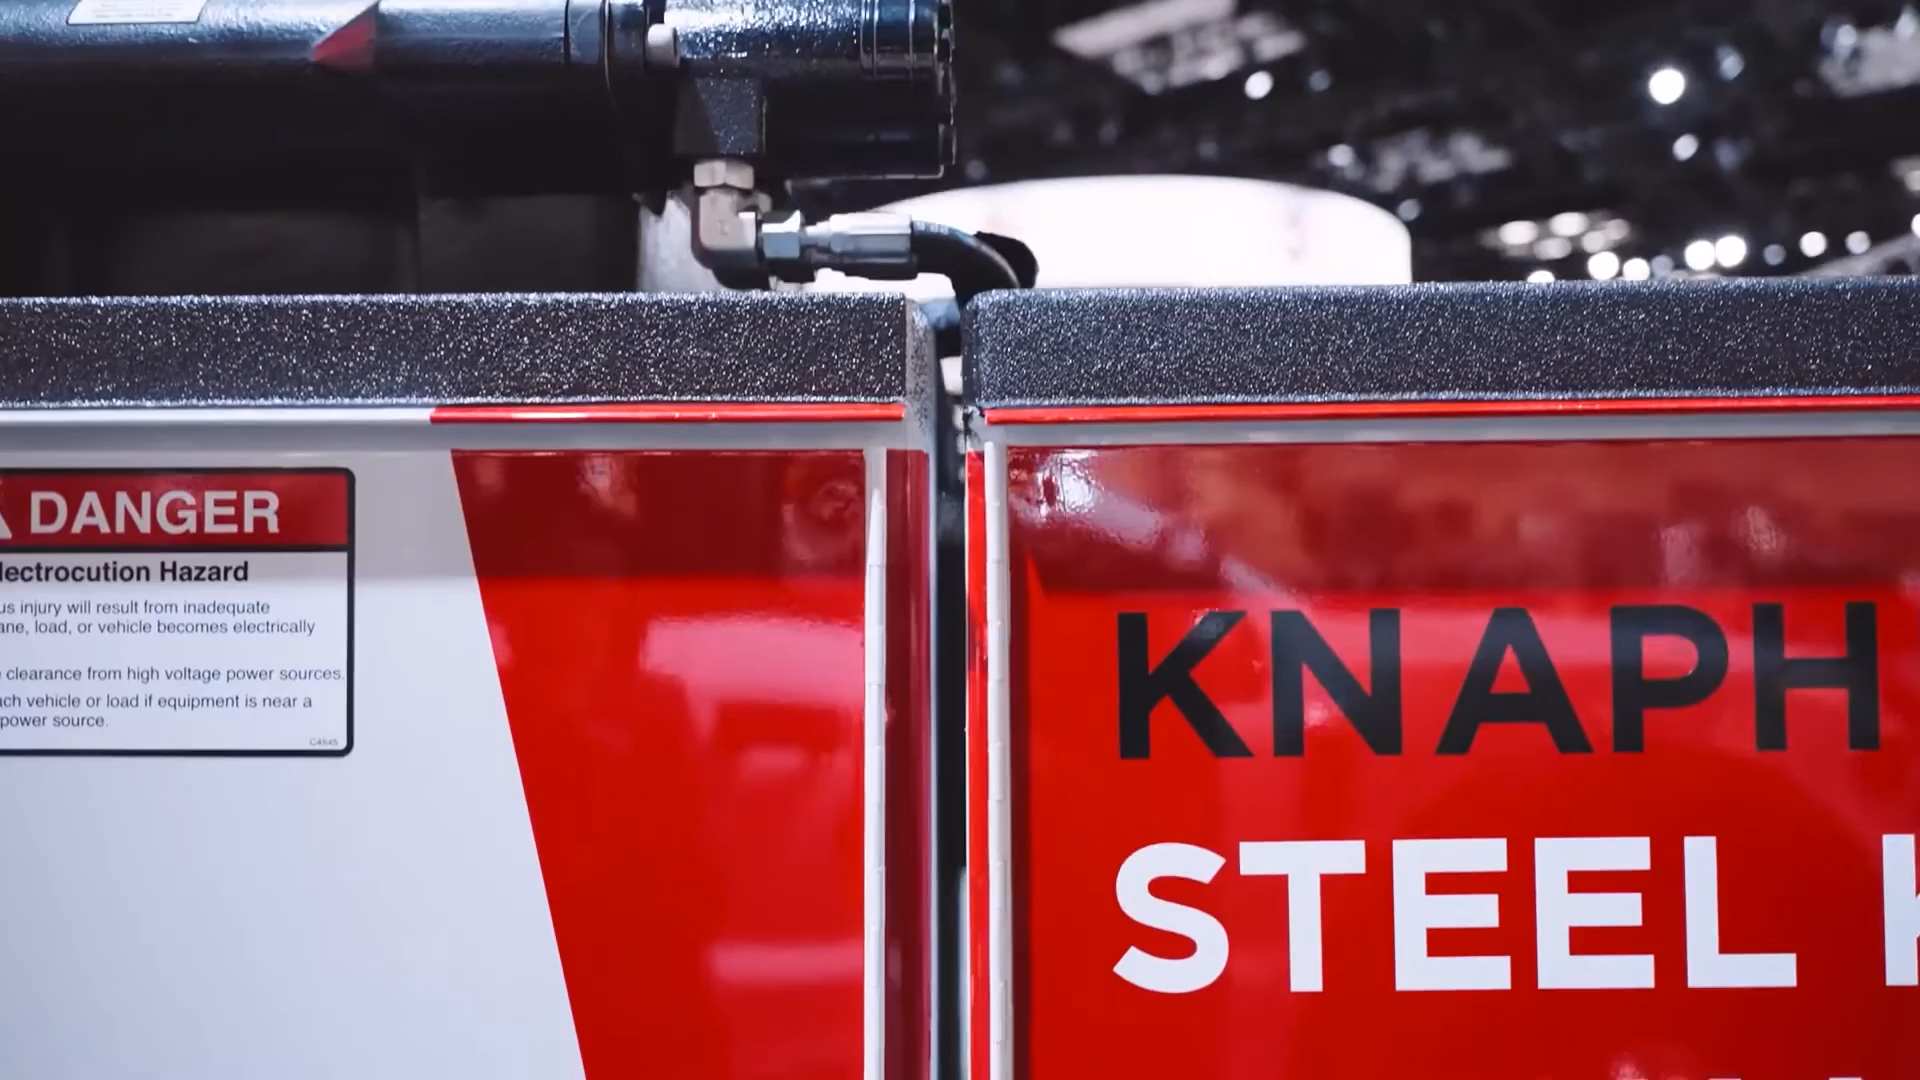 DANGER
lectrocution Hazard
us injury will result from inadequate
ane, load, or vehicle becomes electrically
clearance from high voltage power sources.
ach vehicle or load if equipment is near a
power source.
C4545
KNAPH
STEEL K